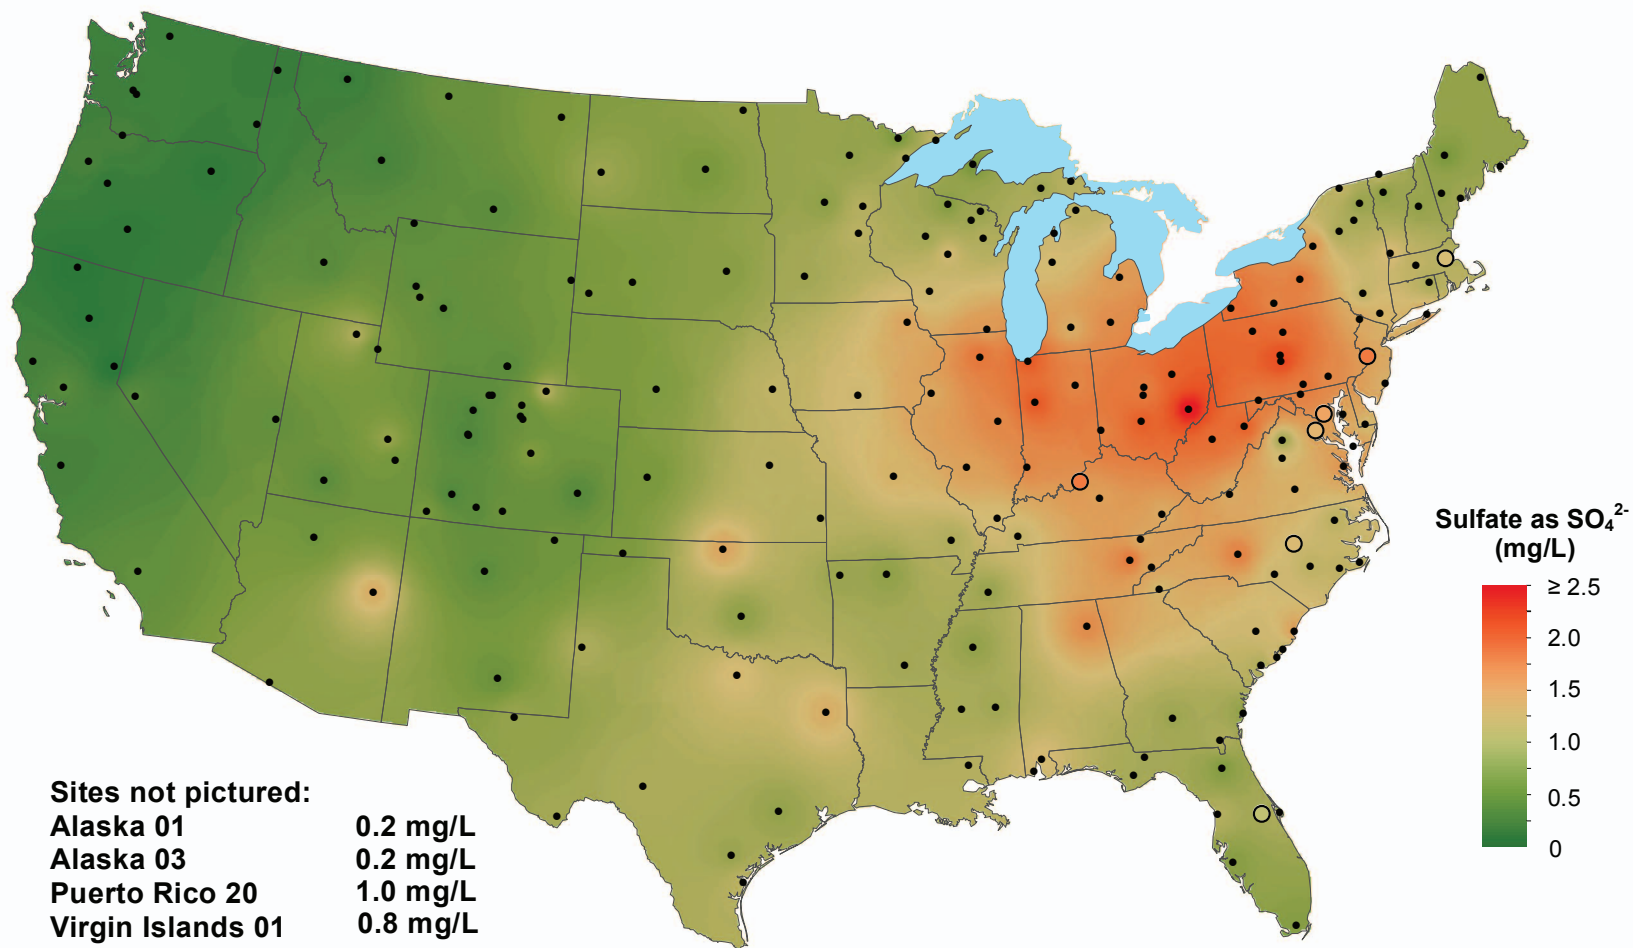 Sulfate as SO₄²⁻
(mg/L)
≥ 2.5
2.0
1.5
1.0
0.5
0
Sites not pictured:
Alaska 01 0.2 mg/L
Alaska 03 0.2 mg/L
Puerto Rico 20 1.0 mg/L
Virgin Islands 01 0.8 mg/L